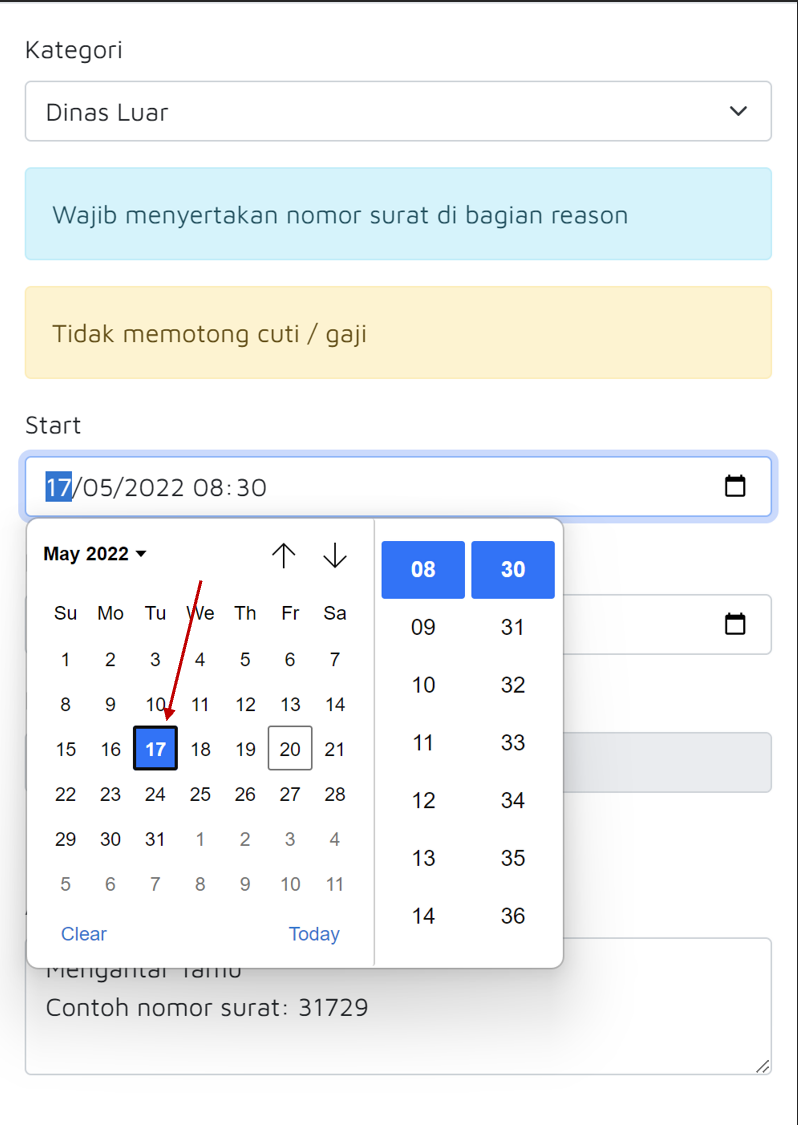 Kategori
Dinas Luar
Wajib menyertakan nomor surat di bagian reason
Tidak memotong cuti / gaji
Start
17/05/2022 08:30
May 2022
Su Mo Tu We Th Fr Sa
1 2 3 4 5 6 7
8 9 10 11 12 13 14
15 16 17 18 19 20 21
22 23 24 25 26 27 28
29 30 31 1 2 3 4
5 6 7 8 9 10 11
Clear Today
08 30
09 31
10 32
11 33
12 34
13 35
14 36
Mengantar Tamu
Contoh nomor surat: 31729